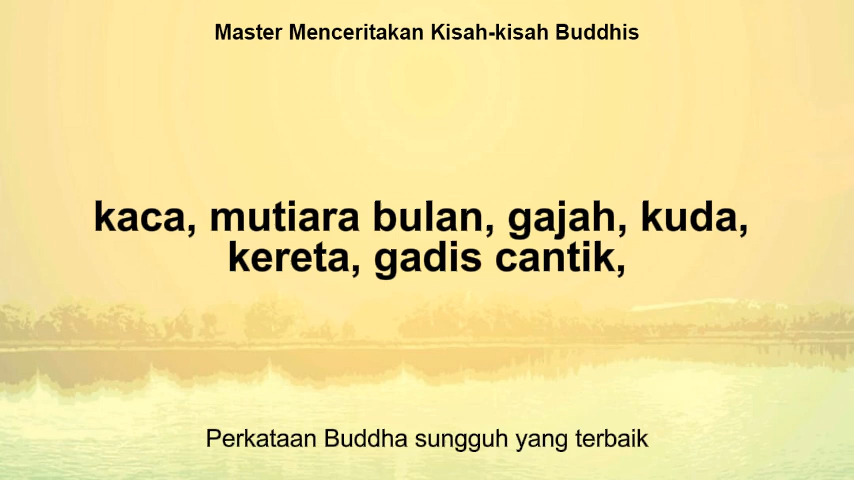 Master Menceritakan Kisah-kisah Buddhis
kaca, mutiara bulan, gajah, kuda,
kereta, gadis cantik,
Perkataan Buddha sungguh yang terbaik